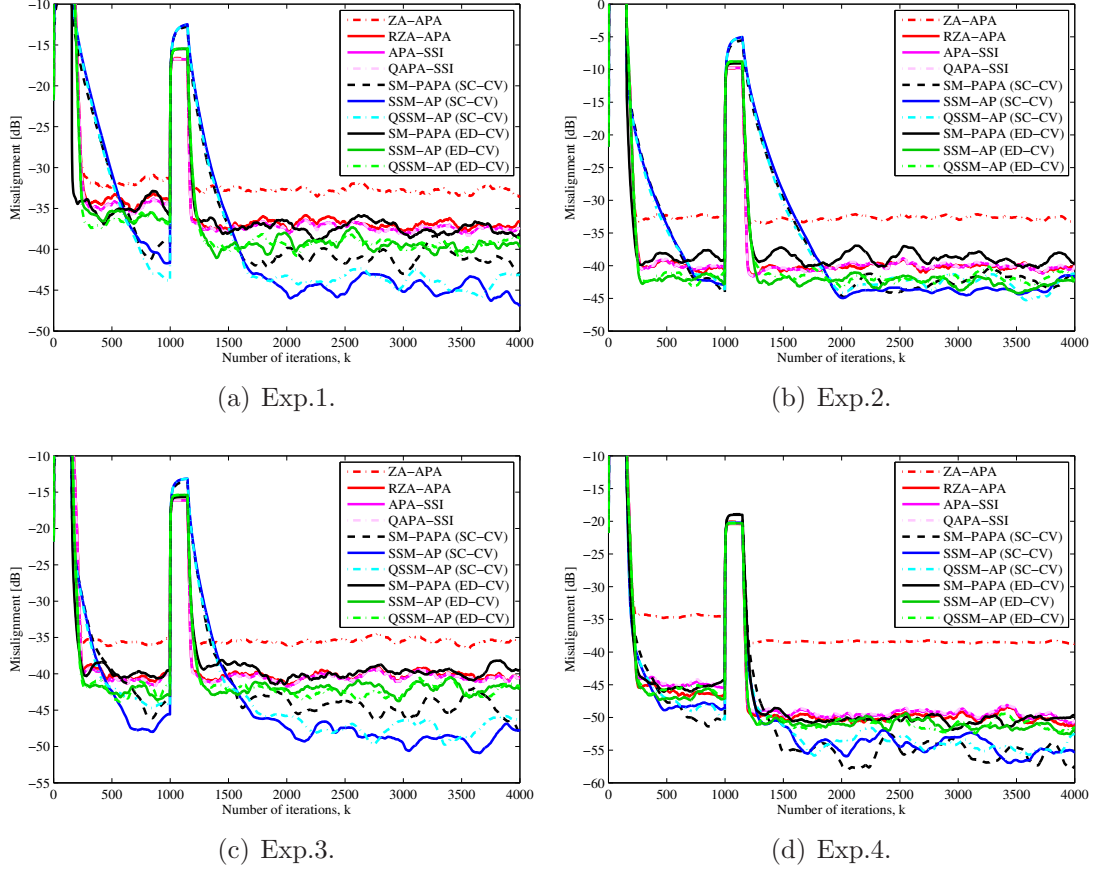 −10
−15
−20
−25
−30
−35
−40
−45
−50
Misalignment [dB]
0 500 1000 1500 2000 2500 3000 3500 4000
Number of iterations, k
ZA−APA
RZA−APA
APA−SSI
QAPA−SSI
SM−PAPA (SC−CV)
SSM−AP (SC−CV)
QSSM−AP (SC−CV)
SM−PAPA (ED−CV)
SSM−AP (ED−CV)
QSSM−AP (ED−CV)
(a) Exp.1.
0
−5
−10
−15
−20
−25
−30
−35
−40
−45
−50
Misalignment [dB]
0 500 1000 1500 2000 2500 3000 3500 4000
Number of iterations, k
ZA−APA
RZA−APA
APA−SSI
QAPA−SSI
SM−PAPA (SC−CV)
SSM−AP (SC−CV)
QSSM−AP (SC−CV)
SM−PAPA (ED−CV)
SSM−AP (ED−CV)
QSSM−AP (ED−CV)
(b) Exp.2.
−10
−15
−20
−25
−30
−35
−40
−45
−50
−55
Misalignment [dB]
0 500 1000 1500 2000 2500 3000 3500 4000
Number of iterations, k
ZA−APA
RZA−APA
APA−SSI
QAPA−SSI
SM−PAPA (SC−CV)
SSM−AP (SC−CV)
QSSM−AP (SC−CV)
SM−PAPA (ED−CV)
SSM−AP (ED−CV)
QSSM−AP (ED−CV)
(c) Exp.3.
−10
−15
−20
−25
−30
−35
−40
−45
−50
−55
−60
Misalignment [dB]
0 500 1000 1500 2000 2500 3000 3500 4000
Number of iterations, k
ZA−APA
RZA−APA
APA−SSI
QAPA−SSI
SM−PAPA (SC−CV)
SSM−AP (SC−CV)
QSSM−AP (SC−CV)
SM−PAPA (ED−CV)
SSM−AP (ED−CV)
QSSM−AP (ED−CV)
(d) Exp.4.